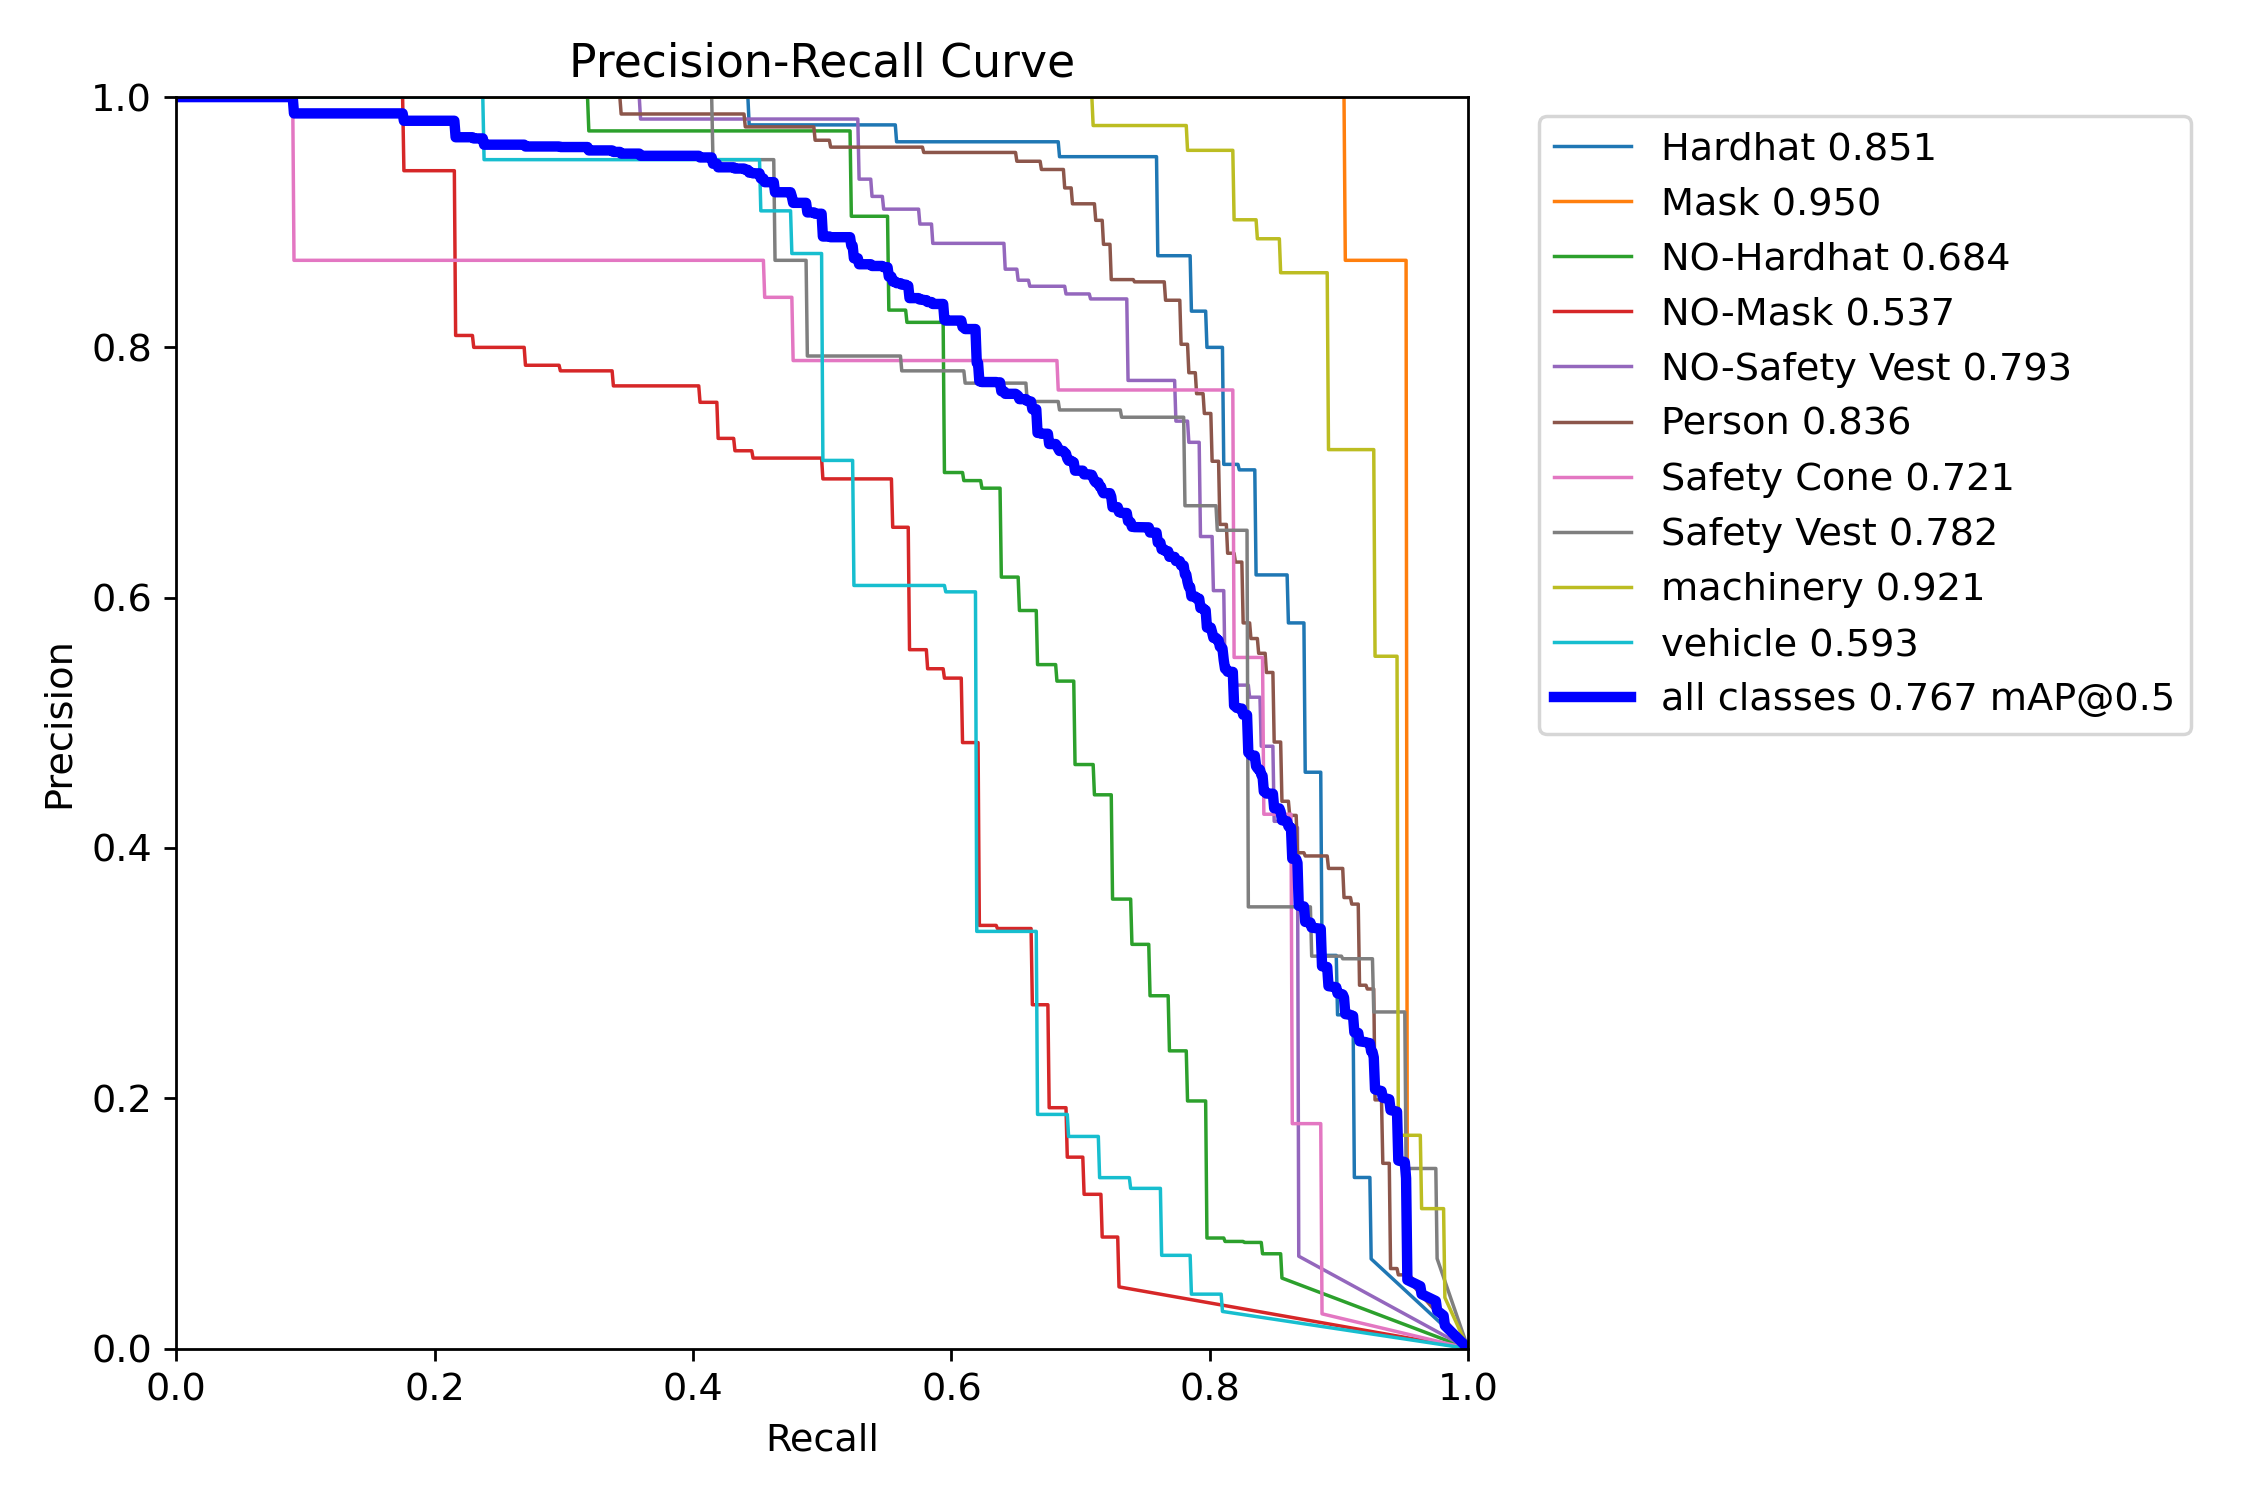 Precision-Recall Curve
1.0
0.8
0.6
0.4
0.2
0.0
Precision
0.0 0.2 0.4 0.6 0.8 1.0
Recall
Hardhat 0.851
Mask 0.950
NO-Hardhat 0.684
NO-Mask 0.537
NO-Safety Vest 0.793
Person 0.836
Safety Cone 0.721
Safety Vest 0.782
machinery 0.921
vehicle 0.593
all classes 0.767 mAP@0.5